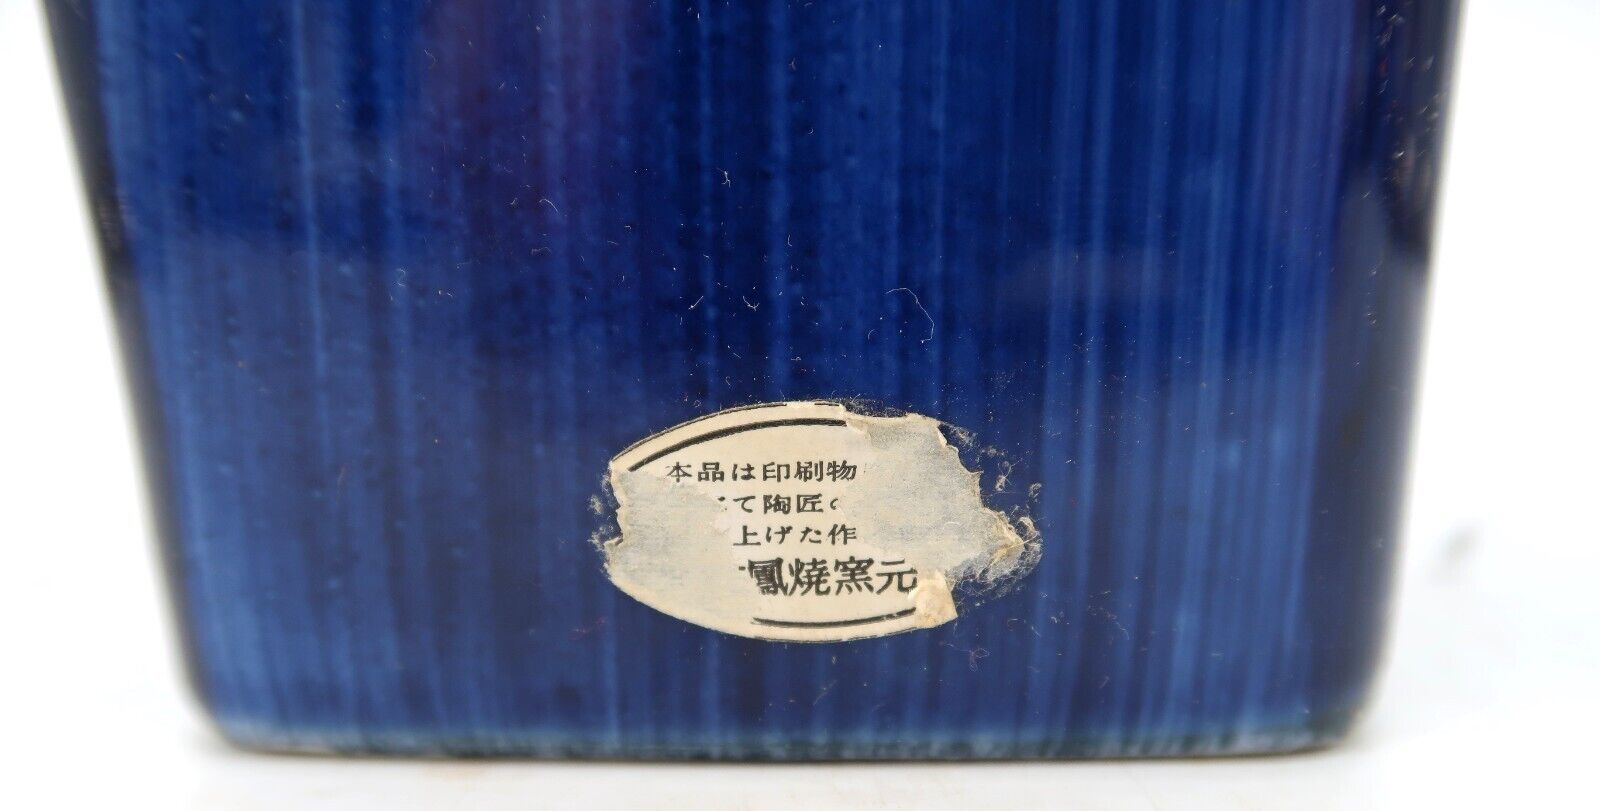 本品は印刷物
て陶匠
上げた作
鳳焼窯元